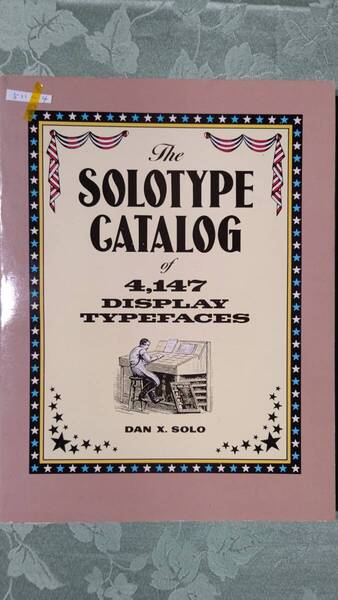 The
SOLOTYPE
CATALOG
of
4,147
DISPLAY
TYPEFACES
DAN X. SOLO